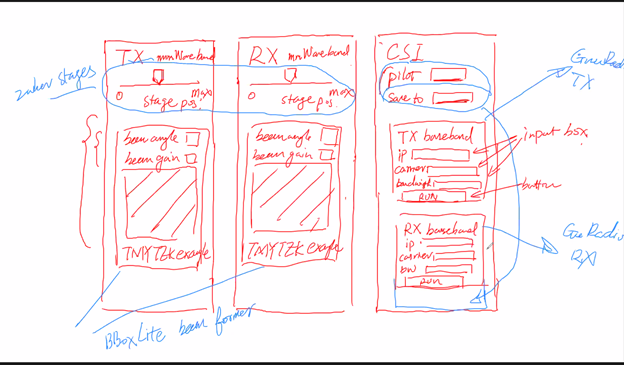 TX mmWaveband
0 max
stage pos.
beam angle
beam gain
TMYTEK example
RX mmWaveband
0 max
stage pos.
beam angle
beam gain
TMYTEK example
CSI
pilot
save to
TX baseband
ip
carrier
bandwidth
RUN
RX baseband
ip
carrier
bw
RUN
zaber stages
BBoxLite beam former
GnuRadio
TX
input box
button
GnuRadio
RX